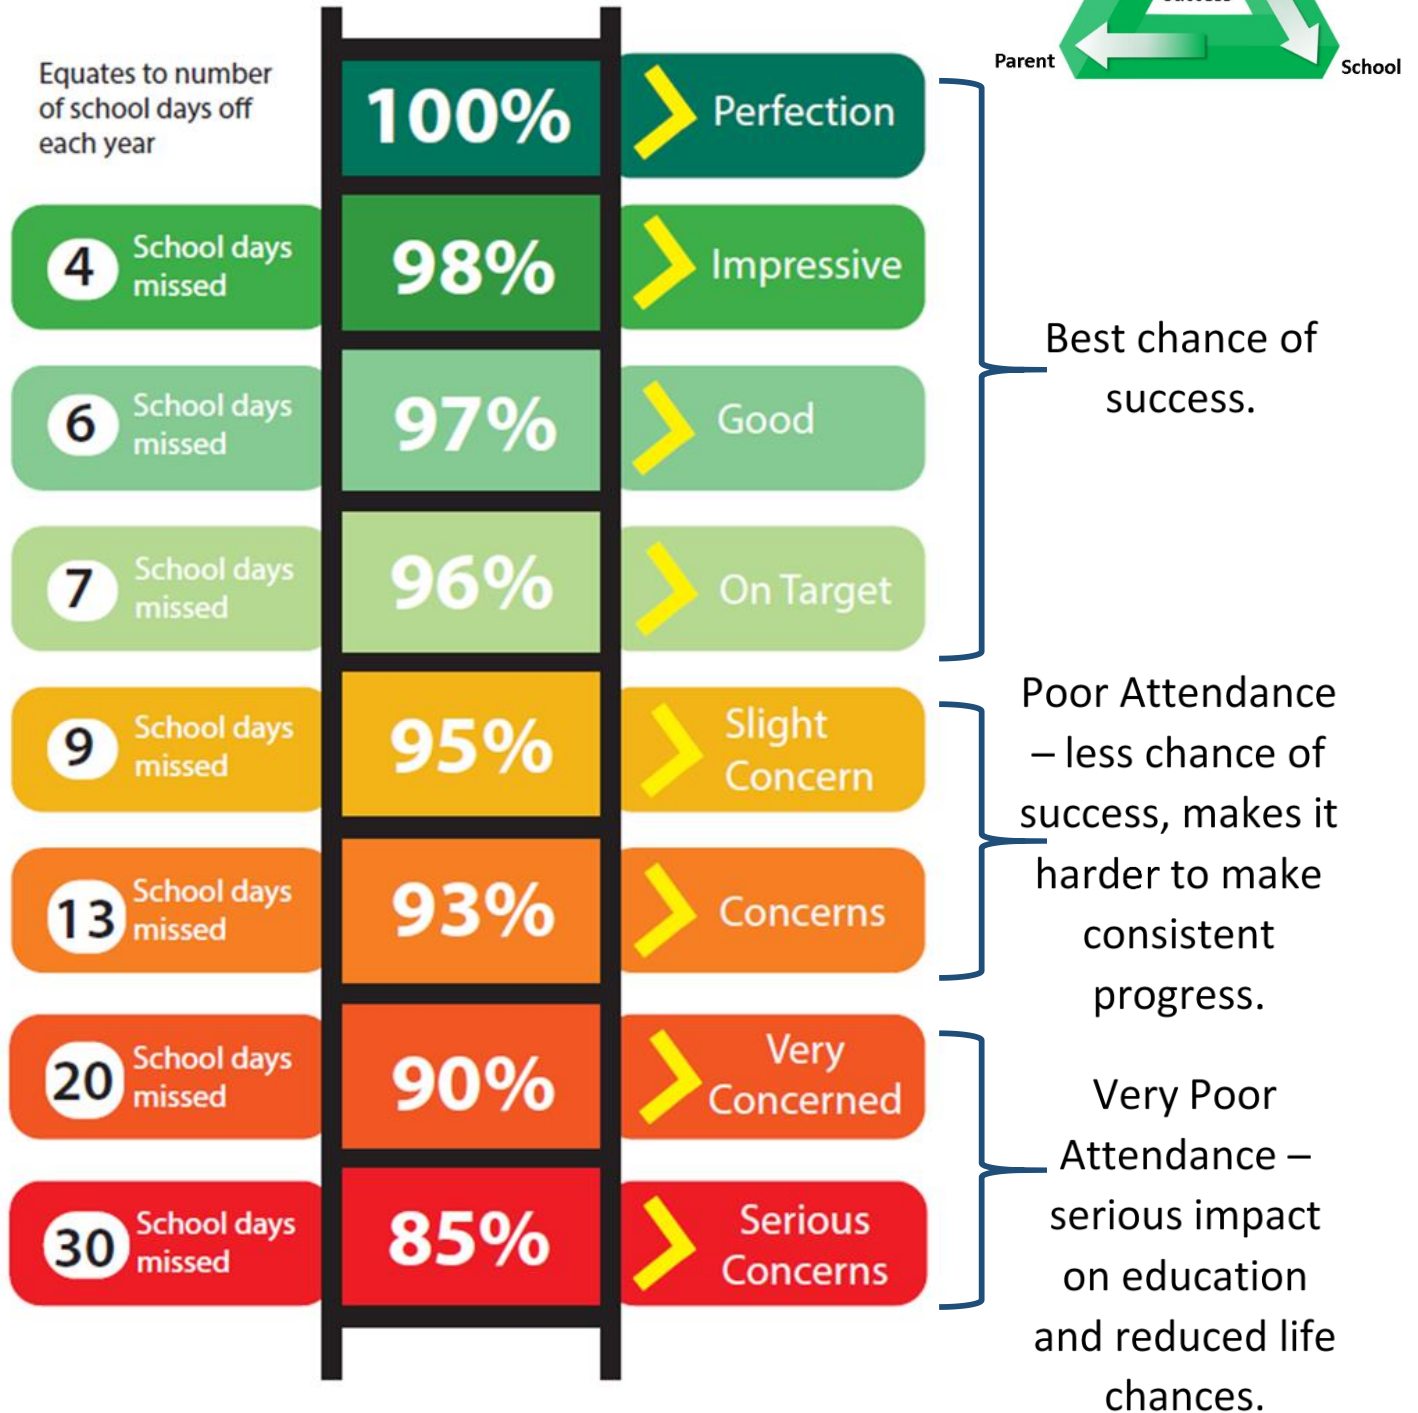 Success
Parent
School
Equates to number
of school days off
each year
100%
Perfection
4
School days
missed
98%
Impressive
6
School days
missed
97%
Good
7
School days
missed
96%
On Target
Best chance of
success.
9
School days
missed
95%
Slight
Concern
13
School days
missed
93%
Concerns
Poor Attendance
– less chance of
success, makes it
harder to make
consistent
progress.
20
School days
missed
90%
Very
Concerned
30
School days
missed
85%
Serious
Concerns
Very Poor
Attendance –
serious impact
on education
and reduced life
chances.